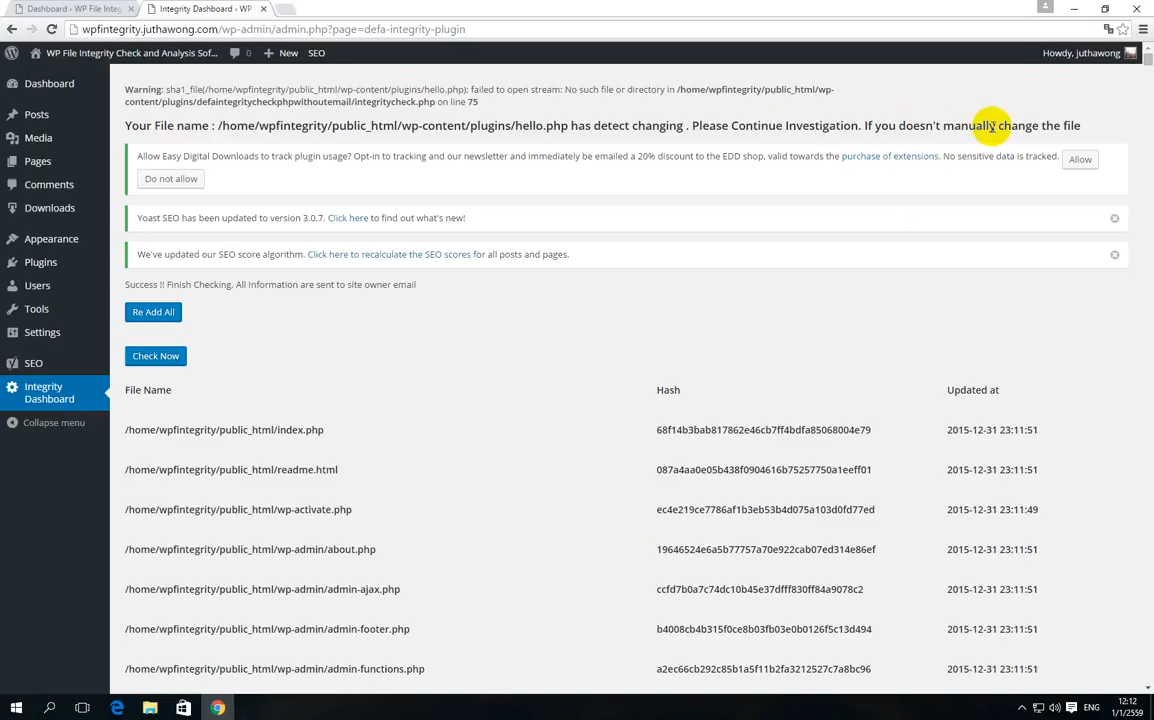 Dashboard ‹ WP File Integ
Integrity Dashboard ‹ WP
wpfintegrity.juthawong.com/wp-admin/admin.php?page=defa-integrity-plugin
WP File Integrity Check and Analysis Sof...
0
New
SEO
Howdy, juthawong
Dashboard
Posts
Media
Pages
Comments
Downloads
Appearance
Plugins
Users
Tools
Settings
SEO
Integrity
Dashboard
Collapse menu
Warning: sha1_file(/home/wpfintegrity/public_html/wp-content/plugins/hello.php): failed to open stream: No such file or directory in /home/wpfintegrity/public_html/wp-
content/plugins/defaintegritycheckphpwithoutemail/integritycheck.php on line 75
Your File name : /home/wpfintegrity/public_html/wp-content/plugins/hello.php has detect changing . Please Continue Investigation. If you doesn't manually change the file
Allow Easy Digital Downloads to track plugin usage? Opt-in to tracking and our newsletter and immediately be emailed a 20% discount to the EDD shop, valid towards the purchase of extensions. No sensitive data is tracked. Allow
Do not allow
Yoast SEO has been updated to version 3.0.7. Click here to find out what's new!
We've updated our SEO score algorithm. Click here to recalculate the SEO scores for all posts and pages.
Success !! Finish Checking. All Information are sent to site owner email
Re Add All
Check Now
File Name Hash Updated at
/home/wpfintegrity/public_html/index.php 68f14b3bab817862e46cb7ff4bdfa85068004e79 2015-12-31 23:11:51
/home/wpfintegrity/public_html/readme.html 087a4aa0e05b438f0904616b75257750a1eeff01 2015-12-31 23:11:51
/home/wpfintegrity/public_html/wp-activate.php ec4e219ce7786af1b3eb53b4d075a103d0fd77ed 2015-12-31 23:11:49
/home/wpfintegrity/public_html/wp-admin/about.php 19646524e6a5b77757a70e922cab07ed314e86ef 2015-12-31 23:11:51
/home/wpfintegrity/public_html/wp-admin/admin-ajax.php ccfd7b0a7c74dc10b45e37dfff830ff84a9078c2 2015-12-31 23:11:51
/home/wpfintegrity/public_html/wp-admin/admin-footer.php b4008cb4b315f0ce8b03fb03e0b0126f5c13d494 2015-12-31 23:11:51
/home/wpfintegrity/public_html/wp-admin/admin-functions.php a2ec66cb292c85b1a5f11b2fa3212527c7a8bc96 2015-12-31 23:11:51
ENG
12:12
1/1/2559